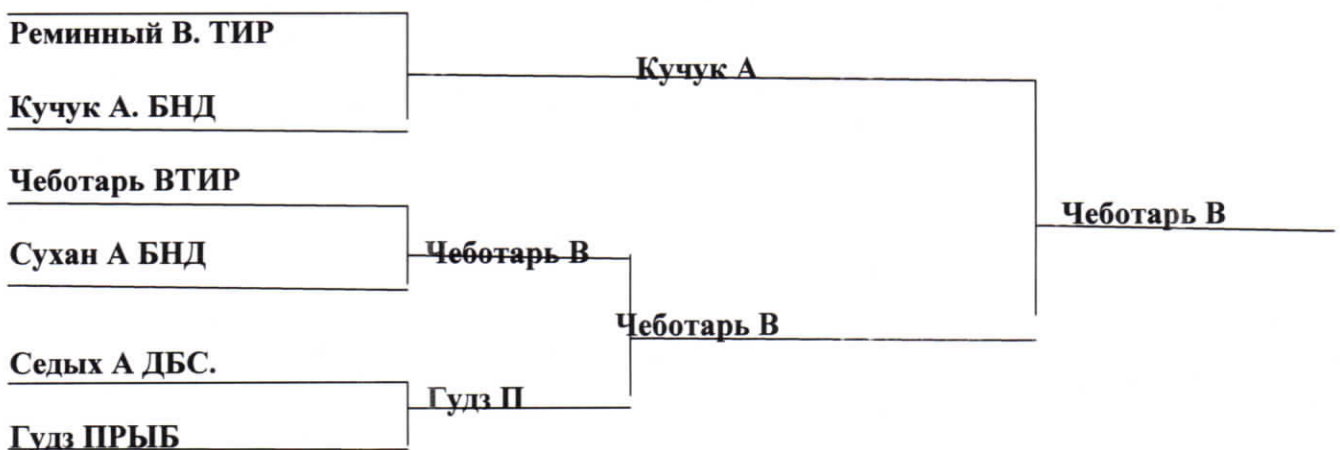 Реминный В. ТИР
Кучук А
Кучук А. БНД
Чеботарь ВТИР
Чеботарь В
Сухан А БНД
Чеботарь В
Чеботарь В
Седых А ДБС.
Гудз П
Гудз ПРЫБ